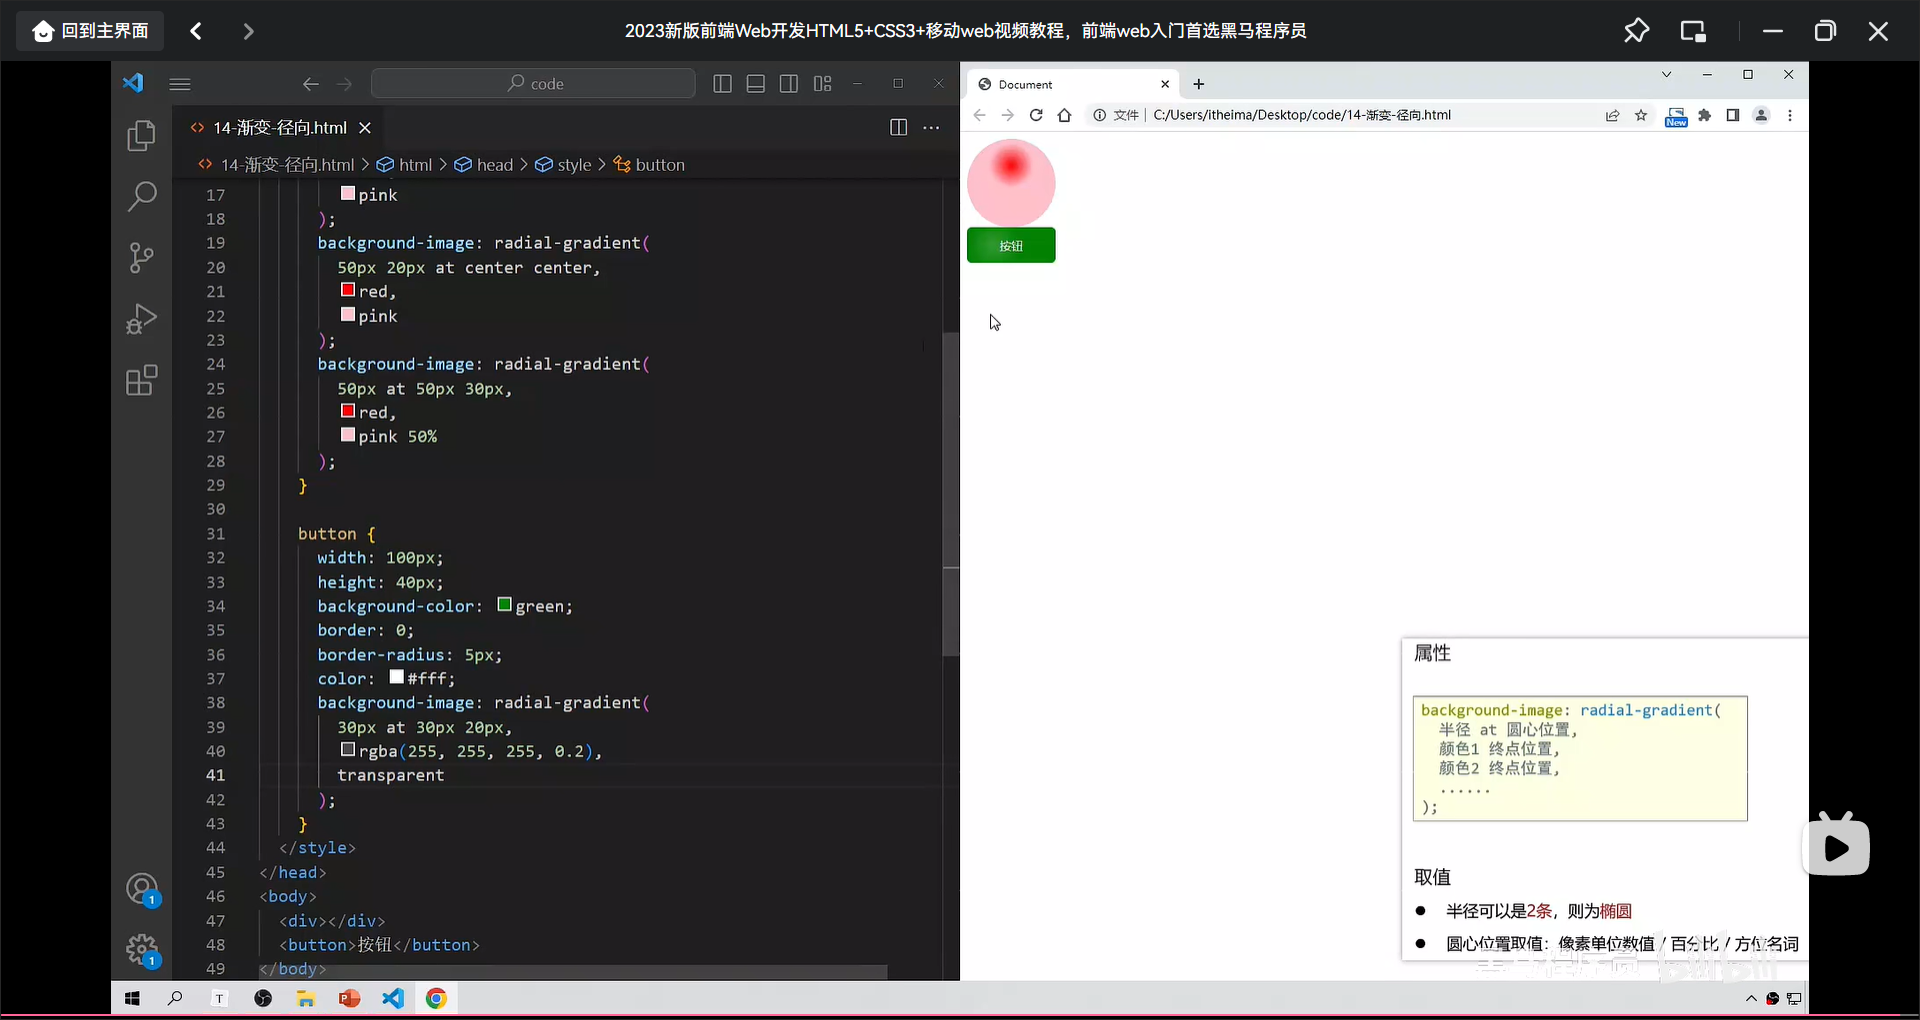 回到主界面
2023新版前端Web开发HTML5+CSS3+移动web视频教程，前端web入门首选黑马程序员
code
14-渐变-径向.html
14-渐变-径向.html > html > head > style > button
17 pink
18 );
19 background-image: radial-gradient(
20 50px 20px at center center,
21 red,
22 pink
23 );
24 background-image: radial-gradient(
25 50px at 50px 30px,
26 red,
27 pink 50%
28 );
29 }
30
31 button {
32 width: 100px;
33 height: 40px;
34 background-color: green;
35 border: 0;
36 border-radius: 5px;
37 color: #fff;
38 background-image: radial-gradient(
39 30px at 30px 20px,
40 rgba(255, 255, 255, 0.2),
41 transparent
42 );
43 }
44 </style>
45 </head>
46 <body>
47 <div></div>
48 <button>按钮</button>
49 </body>
1
1
Document
文件 | C:/Users/itheima/Desktop/code/14-渐变-径向.html
New
按钮
属性
background-image: radial-gradient(
半径 at 圆心位置,
颜色1 终点位置,
颜色2 终点位置,
......
);
取值
● 半径可以是2条，则为椭圆
● 圆心位置取值：像素单位数值 / 百分比 / 方位名词
bilibili